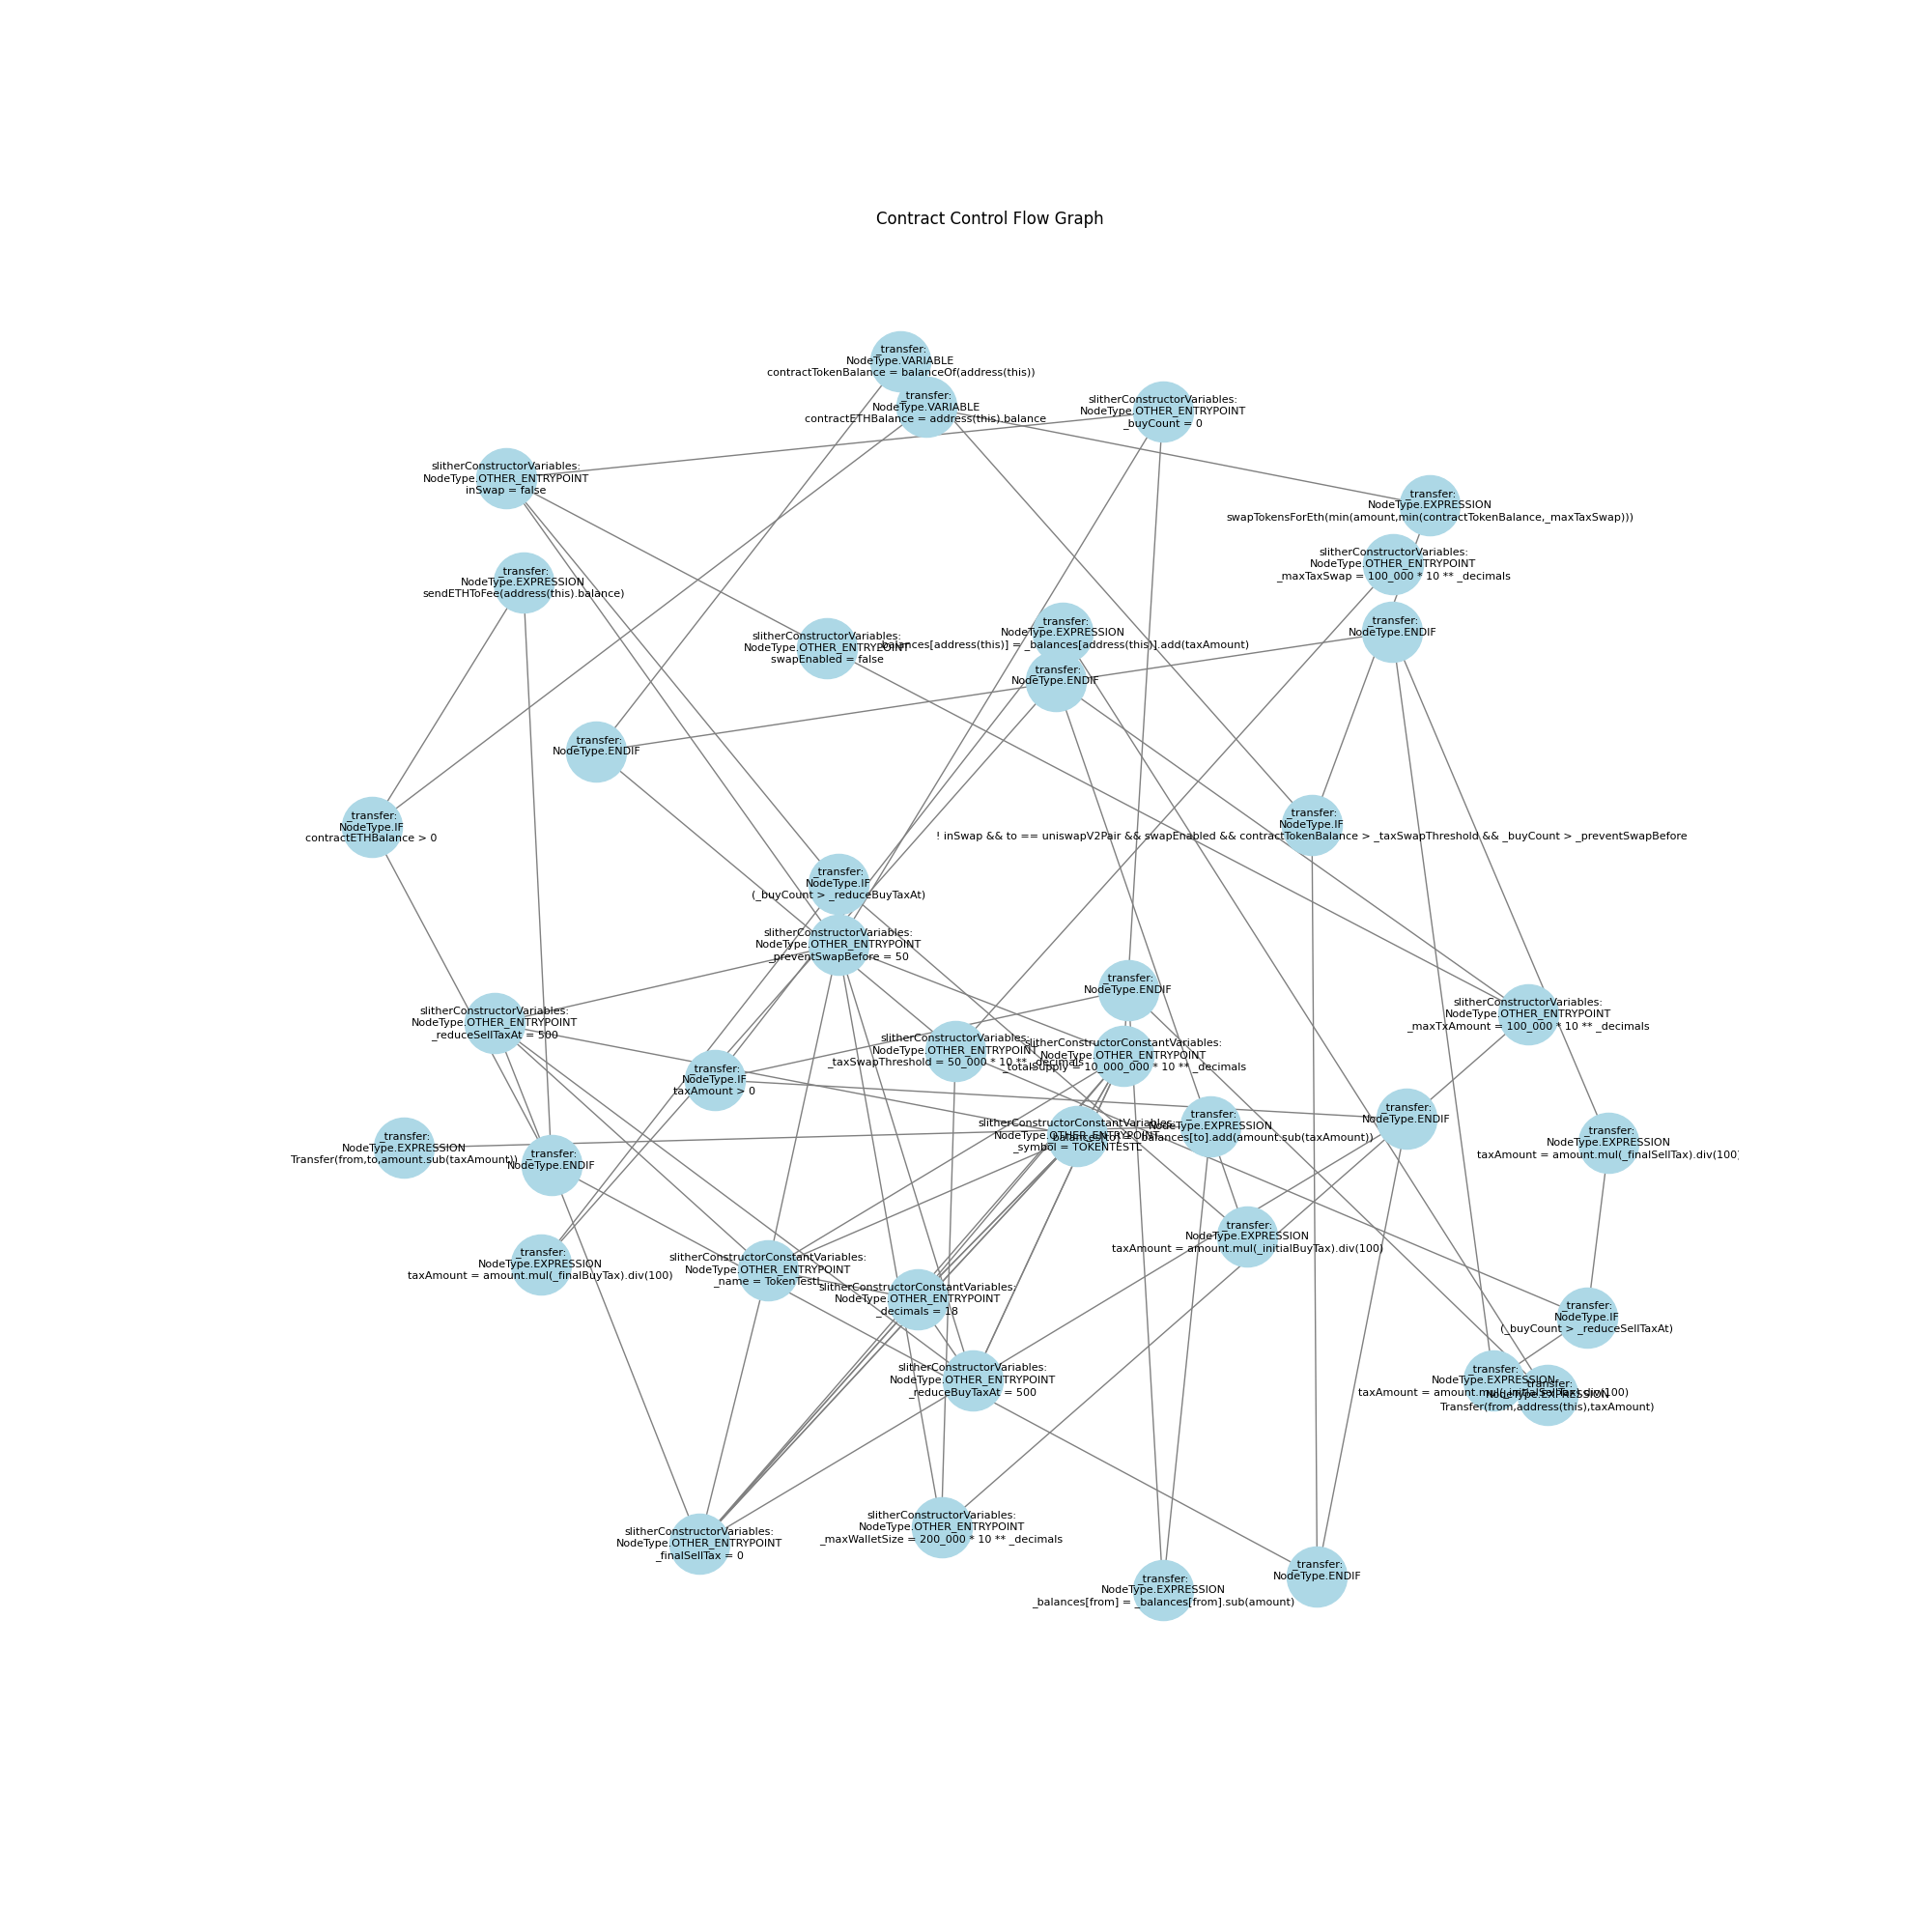 Contract Control Flow Graph
_transfer:
NodeType.VARIABLE
contractTokenBalance = balanceOf(address(this))
_transfer:
NodeType.VARIABLE
contractETHBalance = address(this).balance
slitherConstructorVariables:
NodeType.OTHER_ENTRYPOINT
_buyCount = 0
slitherConstructorVariables:
NodeType.OTHER_ENTRYPOINT
inSwap = false
_transfer:
NodeType.EXPRESSION
swapTokensForEth(min(amount,min(contractTokenBalance,_maxTaxSwap)))
slitherConstructorVariables:
NodeType.OTHER_ENTRYPOINT
_maxTaxSwap = 100_000 * 10 ** _decimals
_transfer:
NodeType.EXPRESSION
sendETHToFee(address(this).balance)
_transfer:
NodeType.EXPRESSION
_balances[address(this)] = _balances[address(this)].add(taxAmount)
_transfer:
NodeType.ENDIF
slitherConstructorVariables:
NodeType.OTHER_ENTRYPOINT
swapEnabled = false
_transfer:
NodeType.ENDIF
_transfer:
NodeType.ENDIF
_transfer:
NodeType.IF
contractETHBalance > 0
_transfer:
NodeType.IF
! inSwap && to == uniswapV2Pair && swapEnabled && contractTokenBalance > _taxSwapThreshold && _buyCount > _preventSwapBefore
_transfer:
NodeType.IF
(_buyCount > _reduceBuyTaxAt)
slitherConstructorVariables:
NodeType.OTHER_ENTRYPOINT
_preventSwapBefore = 50
_transfer:
NodeType.ENDIF
slitherConstructorVariables:
NodeType.OTHER_ENTRYPOINT
_maxTxAmount = 100_000 * 10 ** _decimals
slitherConstructorVariables:
NodeType.OTHER_ENTRYPOINT
_reduceSellTaxAt = 500
slitherConstructorVariables:
NodeType.OTHER_ENTRYPOINT
_taxSwapThreshold = 50_000 * 10 ** _decimals
slitherConstructorConstantVariables:
NodeType.OTHER_ENTRYPOINT
_totalSupply = 10_000_000 * 10 ** _decimals
_transfer:
NodeType.IF
taxAmount > 0
_transfer:
NodeType.ENDIF
slitherConstructorConstantVariables:
NodeType.OTHER_ENTRYPOINT
_symbol = TOKENTESTL
_transfer:
NodeType.EXPRESSION
_balances[to] = _balances[to].add(amount.sub(taxAmount))
_transfer:
NodeType.EXPRESSION
Transfer(from,to,amount.sub(taxAmount))
_transfer:
NodeType.EXPRESSION
taxAmount = amount.mul(_finalSellTax).div(100)
_transfer:
NodeType.ENDIF
_transfer:
NodeType.EXPRESSION
taxAmount = amount.mul(_initialBuyTax).div(100)
_transfer:
NodeType.EXPRESSION
taxAmount = amount.mul(_finalBuyTax).div(100)
slitherConstructorConstantVariables:
NodeType.OTHER_ENTRYPOINT
_name = TokenTestL
slitherConstructorConstantVariables:
NodeType.OTHER_ENTRYPOINT
_decimals = 18
_transfer:
NodeType.IF
(_buyCount > _reduceSellTaxAt)
slitherConstructorVariables:
NodeType.OTHER_ENTRYPOINT
_reduceBuyTaxAt = 500
_transfer:
NodeType.EXPRESSION
taxAmount = amount.mul(_initialSellTax).div(100)
_transfer:
NodeType.EXPRESSION
Transfer(from,address(this),taxAmount)
slitherConstructorVariables:
NodeType.OTHER_ENTRYPOINT
_maxWalletSize = 200_000 * 10 ** _decimals
slitherConstructorVariables:
NodeType.OTHER_ENTRYPOINT
_finalSellTax = 0
_transfer:
NodeType.ENDIF
_transfer:
NodeType.EXPRESSION
_balances[from] = _balances[from].sub(amount)